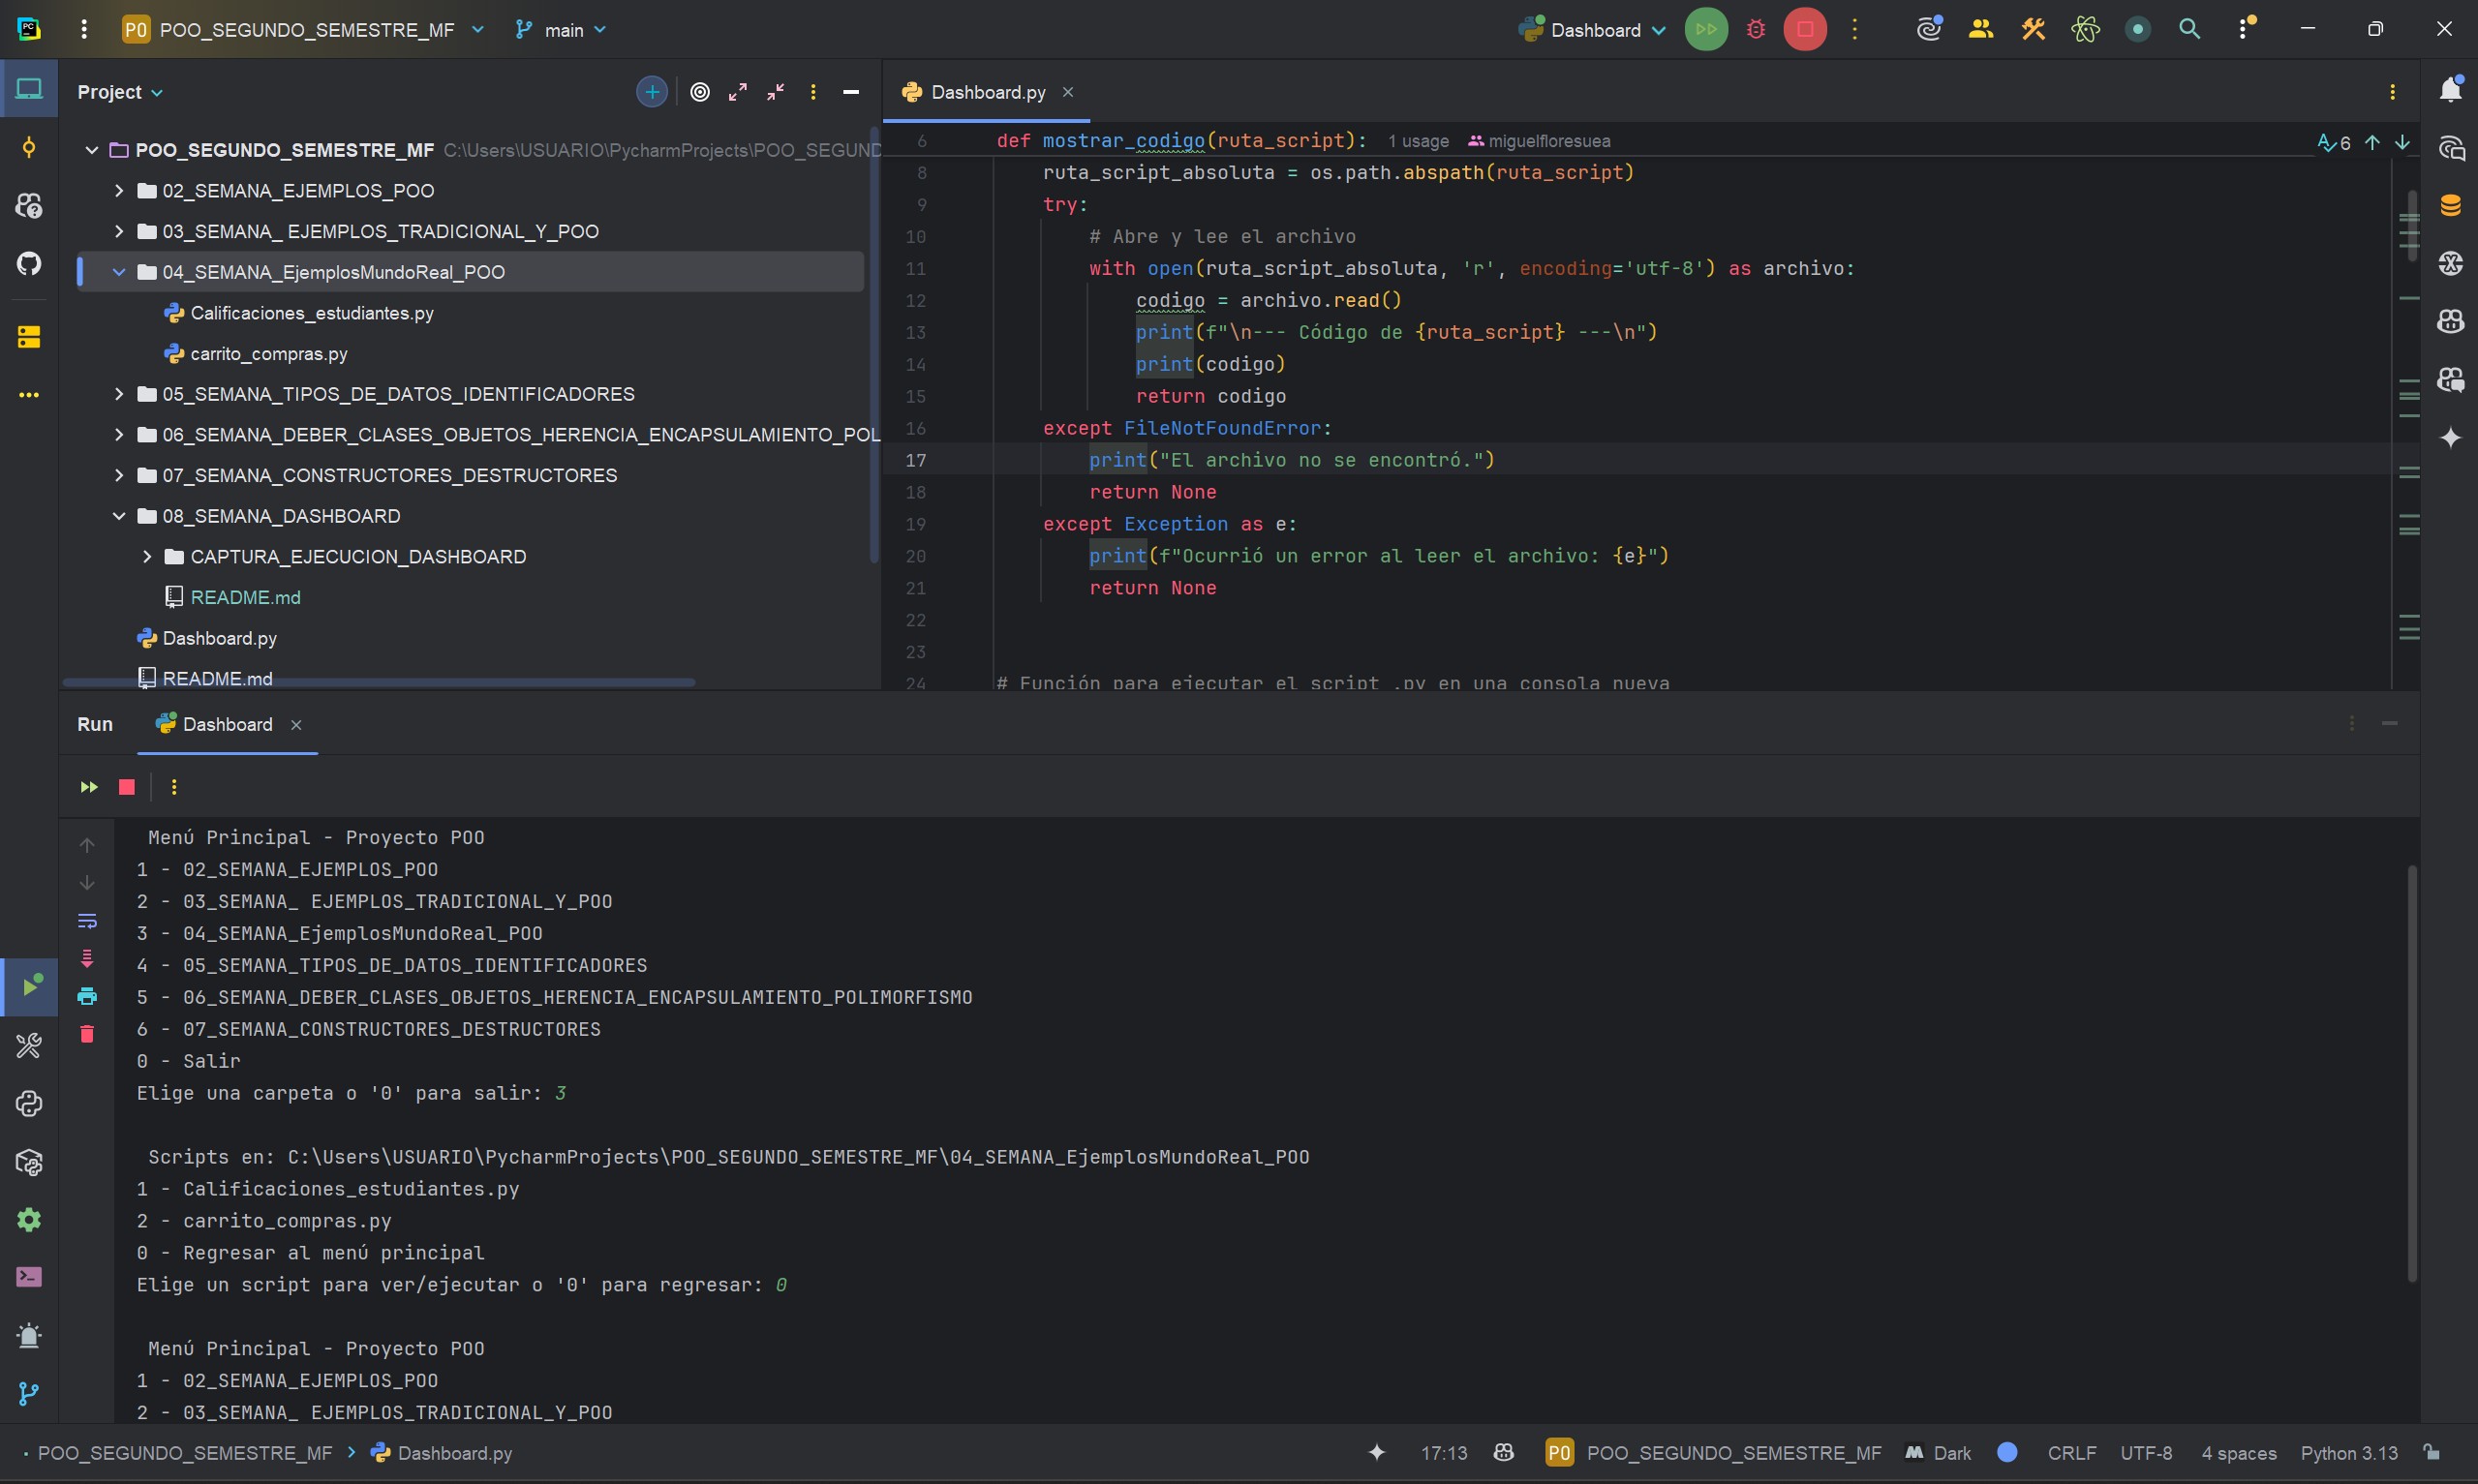 PC PO POO_SEGUNDO_SEMESTRE_MF main Dashboard
Project
POO_SEGUNDO_SEMESTRE_MF C:\Users\USUARIO\PycharmProjects\POO_SEGUND
02_SEMANA_EJEMPLOS_POO
03_SEMANA_ EJEMPLOS_TRADICIONAL_Y_POO
04_SEMANA_EjemplosMundoReal_POO
Calificaciones_estudiantes.py
carrito_compras.py
05_SEMANA_TIPOS_DE_DATOS_IDENTIFICADORES
06_SEMANA_DEBER_CLASES_OBJETOS_HERENCIA_ENCAPSULAMIENTO_POL
07_SEMANA_CONSTRUCTORES_DESTRUCTORES
08_SEMANA_DASHBOARD
CAPTURA_EJECUCION_DASHBOARD
README.md
Dashboard.py
README.md
Dashboard.py
6 def mostrar_codigo(ruta_script): 1 usage miguelfloresuea 6
8 ruta_script_absoluta = os.path.abspath(ruta_script)
9 try:
10 # Abre y lee el archivo
11 with open(ruta_script_absoluta, 'r', encoding='utf-8') as archivo:
12 codigo = archivo.read()
13 print(f"\n--- Código de {ruta_script} ---\n")
14 print(codigo)
15 return codigo
16 except FileNotFoundError:
17 print("El archivo no se encontró.")
18 return None
19 except Exception as e:
20 print(f"Ocurrió un error al leer el archivo: {e}")
21 return None
22
23
24 # Función para ejecutar el script .py en una consola nueva
Run Dashboard
Menú Principal - Proyecto POO
1 - 02_SEMANA_EJEMPLOS_POO
2 - 03_SEMANA_ EJEMPLOS_TRADICIONAL_Y_POO
3 - 04_SEMANA_EjemplosMundoReal_POO
4 - 05_SEMANA_TIPOS_DE_DATOS_IDENTIFICADORES
5 - 06_SEMANA_DEBER_CLASES_OBJETOS_HERENCIA_ENCAPSULAMIENTO_POLIMORFISMO
6 - 07_SEMANA_CONSTRUCTORES_DESTRUCTORES
0 - Salir
Elige una carpeta o '0' para salir: 3
Scripts en: C:\Users\USUARIO\PycharmProjects\POO_SEGUNDO_SEMESTRE_MF\04_SEMANA_EjemplosMundoReal_POO
1 - Calificaciones_estudiantes.py
2 - carrito_compras.py
0 - Regresar al menú principal
Elige un script para ver/ejecutar o '0' para regresar: 0
Menú Principal - Proyecto POO
1 - 02_SEMANA_EJEMPLOS_POO
2 - 03_SEMANA_ EJEMPLOS_TRADICIONAL_Y_POO
POO_SEGUNDO_SEMESTRE_MF Dashboard.py 17:13 PO POO_SEGUNDO_SEMESTRE_MF Dark CRLF UTF-8 4 spaces Python 3.13